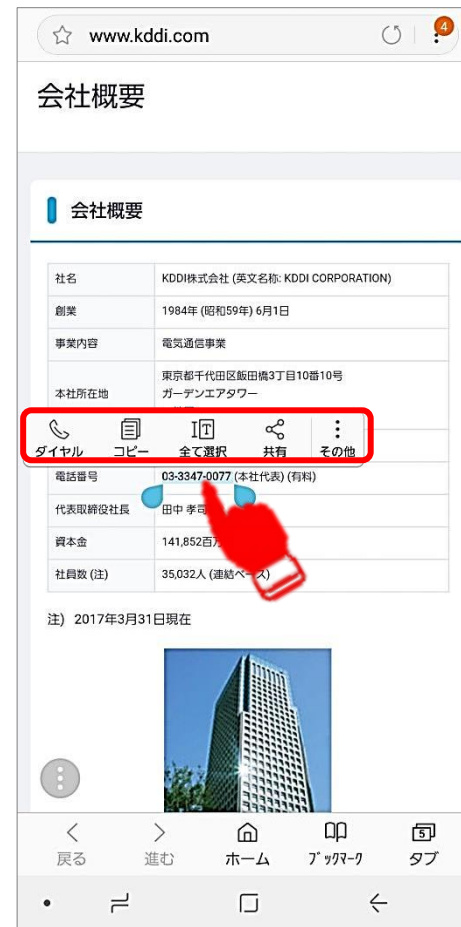 www.kddi.com
4
会社概要
会社概要
社名 KDDI株式会社 (英文名称: KDDI CORPORATION)
創業 1984年 (昭和59年) 6月1日
事業内容 電気通信事業
本社所在地 東京都千代田区飯田橋3丁目10番10号
ガーデンエアタワー
ダイヤル コピー 全て選択 共有 その他
電話番号 03-3347-0077 (本社代表) (有料)
代表取締役社長 田中 孝司
資本金 141,852百万
社員数 (注) 35,032人 (連結ベース)
注) 2017年3月31日現在
戻る 進む ホーム ブックマーク 5 タブ